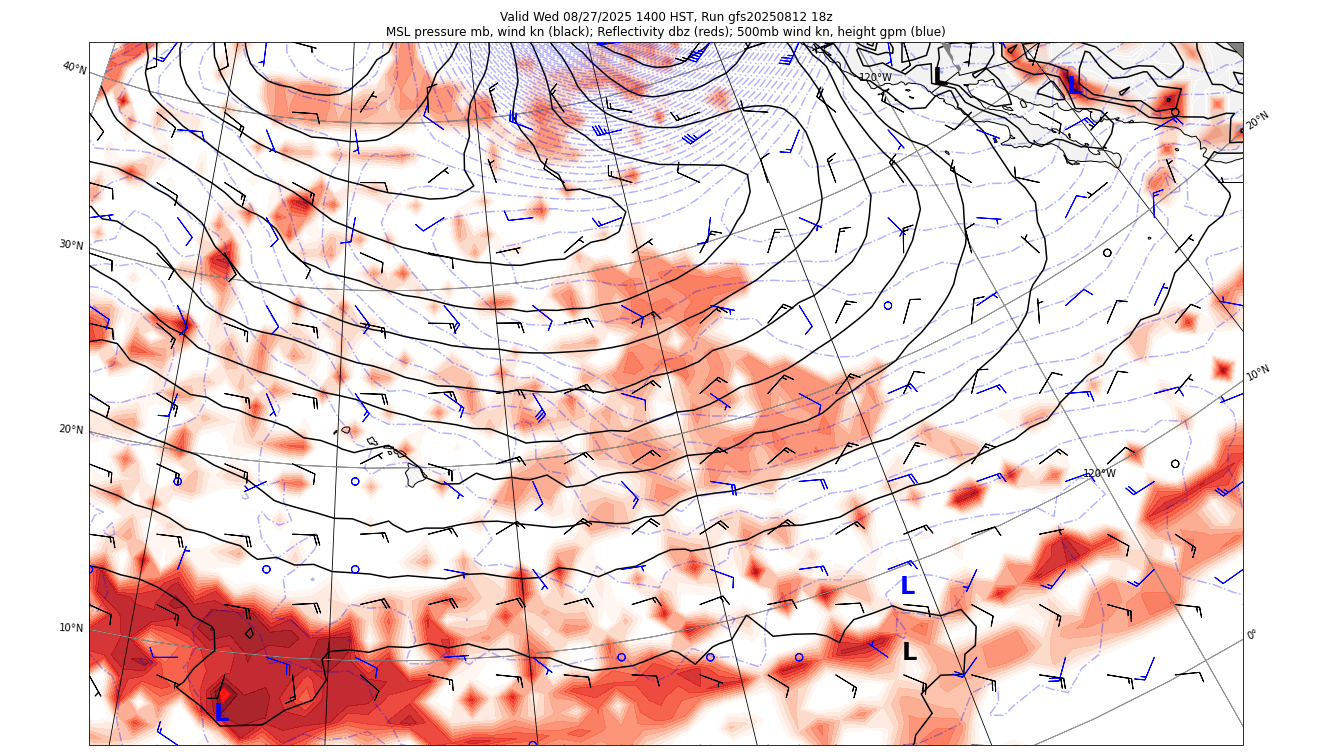 Valid Wed 08/27/2025 1400 HST, Run gfs20250812 18z
MSL pressure mb, wind kn (black); Reflectivity dbz (reds); 500mb wind kn, height gpm (blue)
40°N
120°W
L
L
20°N
30°N
10°N
20°N
120°W
L
10°N
0°
L
L